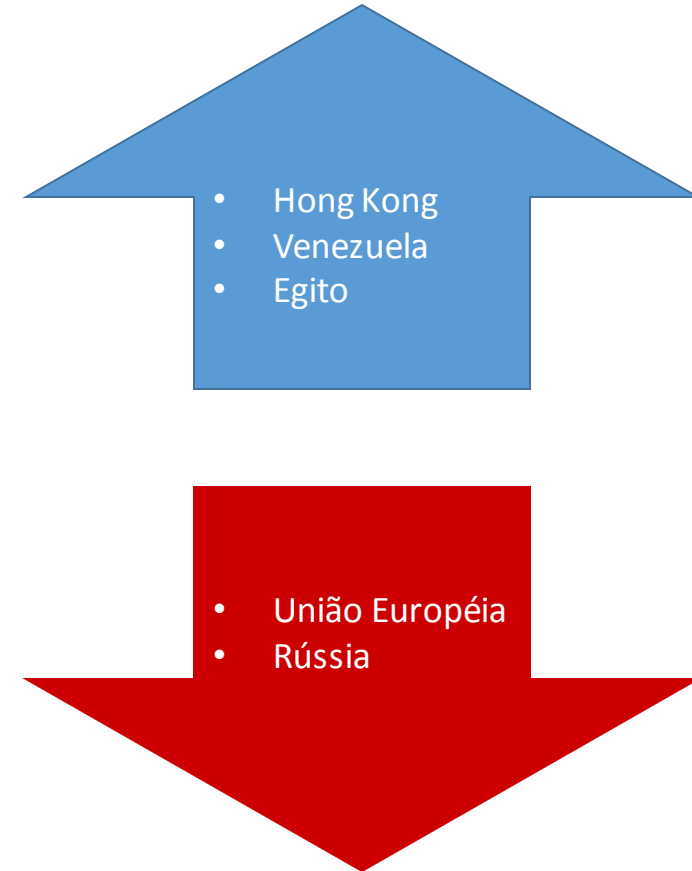 • Hong Kong
• Venezuela
• Egito
• União Européia
• Rússia